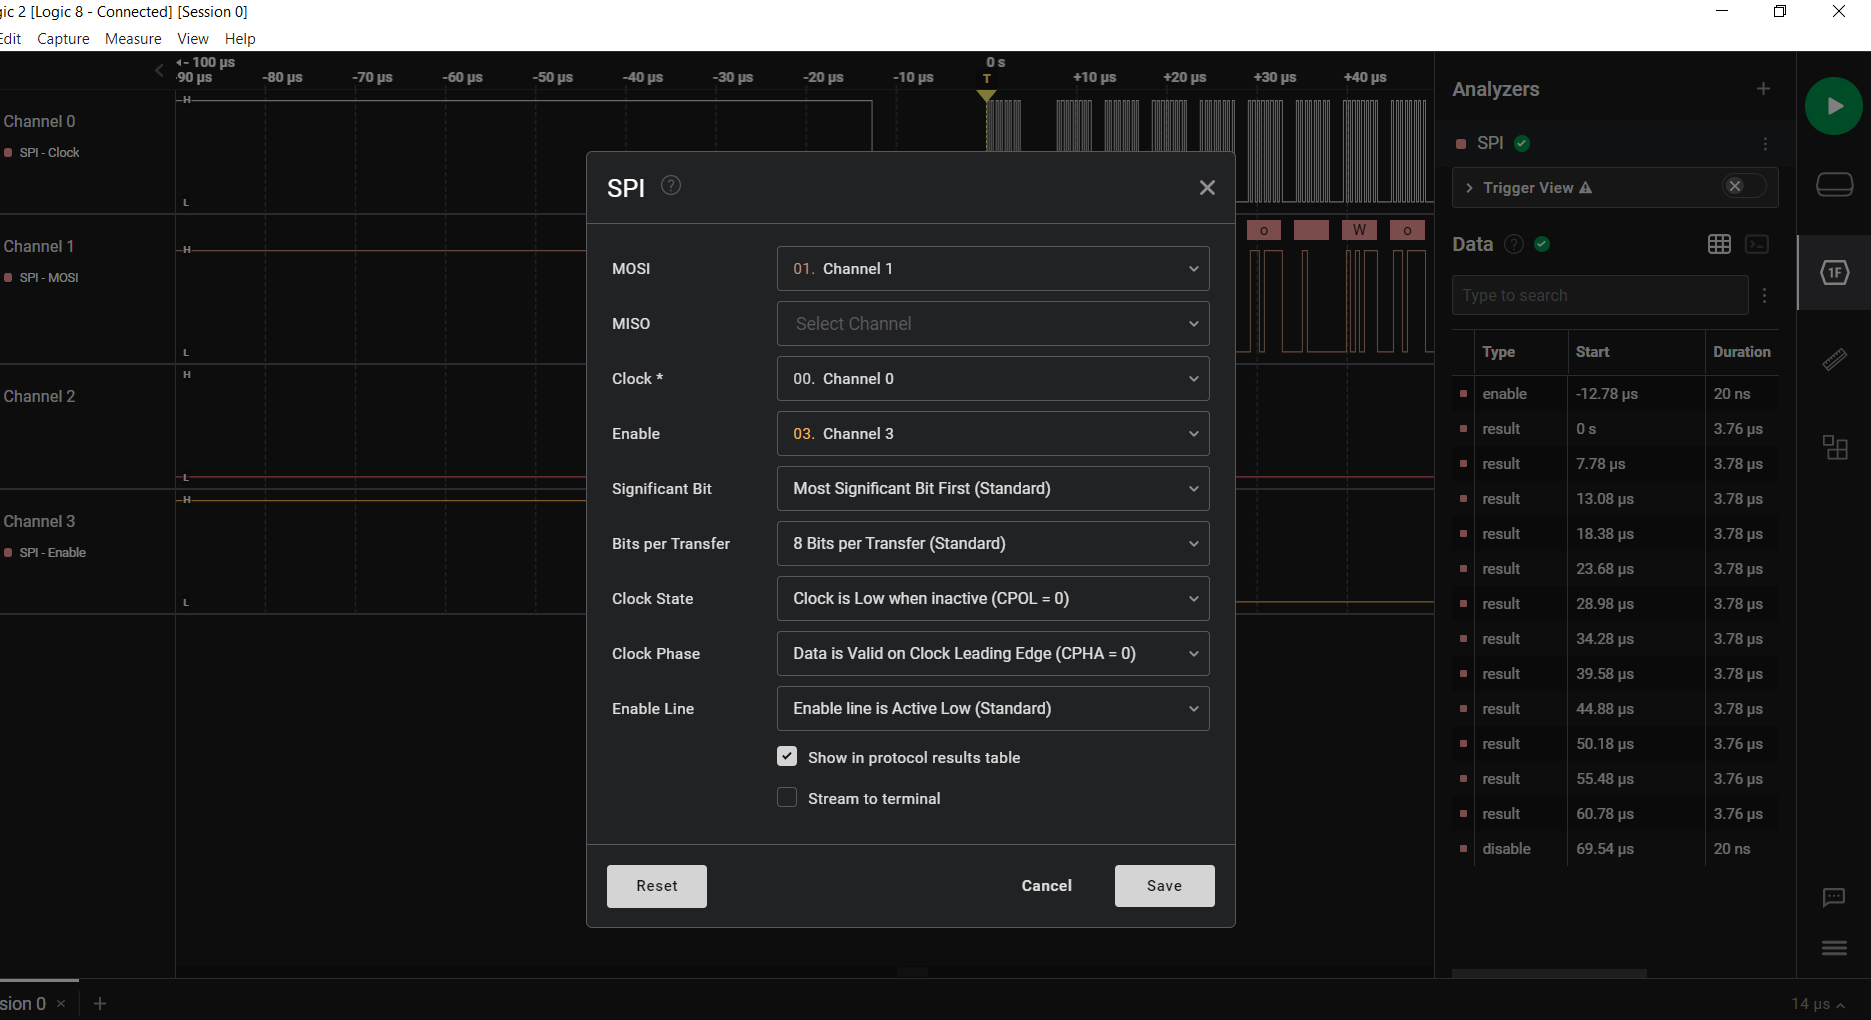 gic 2 [Logic 8 - Connected] [Session 0]
Edit Capture Measure View Help
- 100 µs
0 s
-90 µs -80 µs -70 µs -60 µs -50 µs -40 µs -30 µs -20 µs -10 µs T +10 µs +20 µs +30 µs +40 µs
Channel 0
SPI - Clock
H
L
Channel 1
SPI - MOSI
H
L
o W o
Channel 2
H
L
Channel 3
SPI - Enable
H
L
SPI ?
MOSI 01. Channel 1
MISO Select Channel
Clock * 00. Channel 0
Enable 03. Channel 3
Significant Bit Most Significant Bit First (Standard)
Bits per Transfer 8 Bits per Transfer (Standard)
Clock State Clock is Low when inactive (CPOL = 0)
Clock Phase Data is Valid on Clock Leading Edge (CPHA = 0)
Enable Line Enable line is Active Low (Standard)
Show in protocol results table
Stream to terminal
Reset Cancel Save
Analyzers +
SPI
Trigger View
Data ?
Type to search
Type Start Duration
enable -12.78 µs 20 ns
result 0 s 3.76 µs
result 7.78 µs 3.78 µs
result 13.08 µs 3.78 µs
result 18.38 µs 3.78 µs
result 23.68 µs 3.78 µs
result 28.98 µs 3.78 µs
result 34.28 µs 3.78 µs
result 39.58 µs 3.78 µs
result 44.88 µs 3.78 µs
result 50.18 µs 3.76 µs
result 55.48 µs 3.76 µs
result 60.78 µs 3.76 µs
disable 69.54 µs 20 ns
1F
sion 0 × +
14 µs